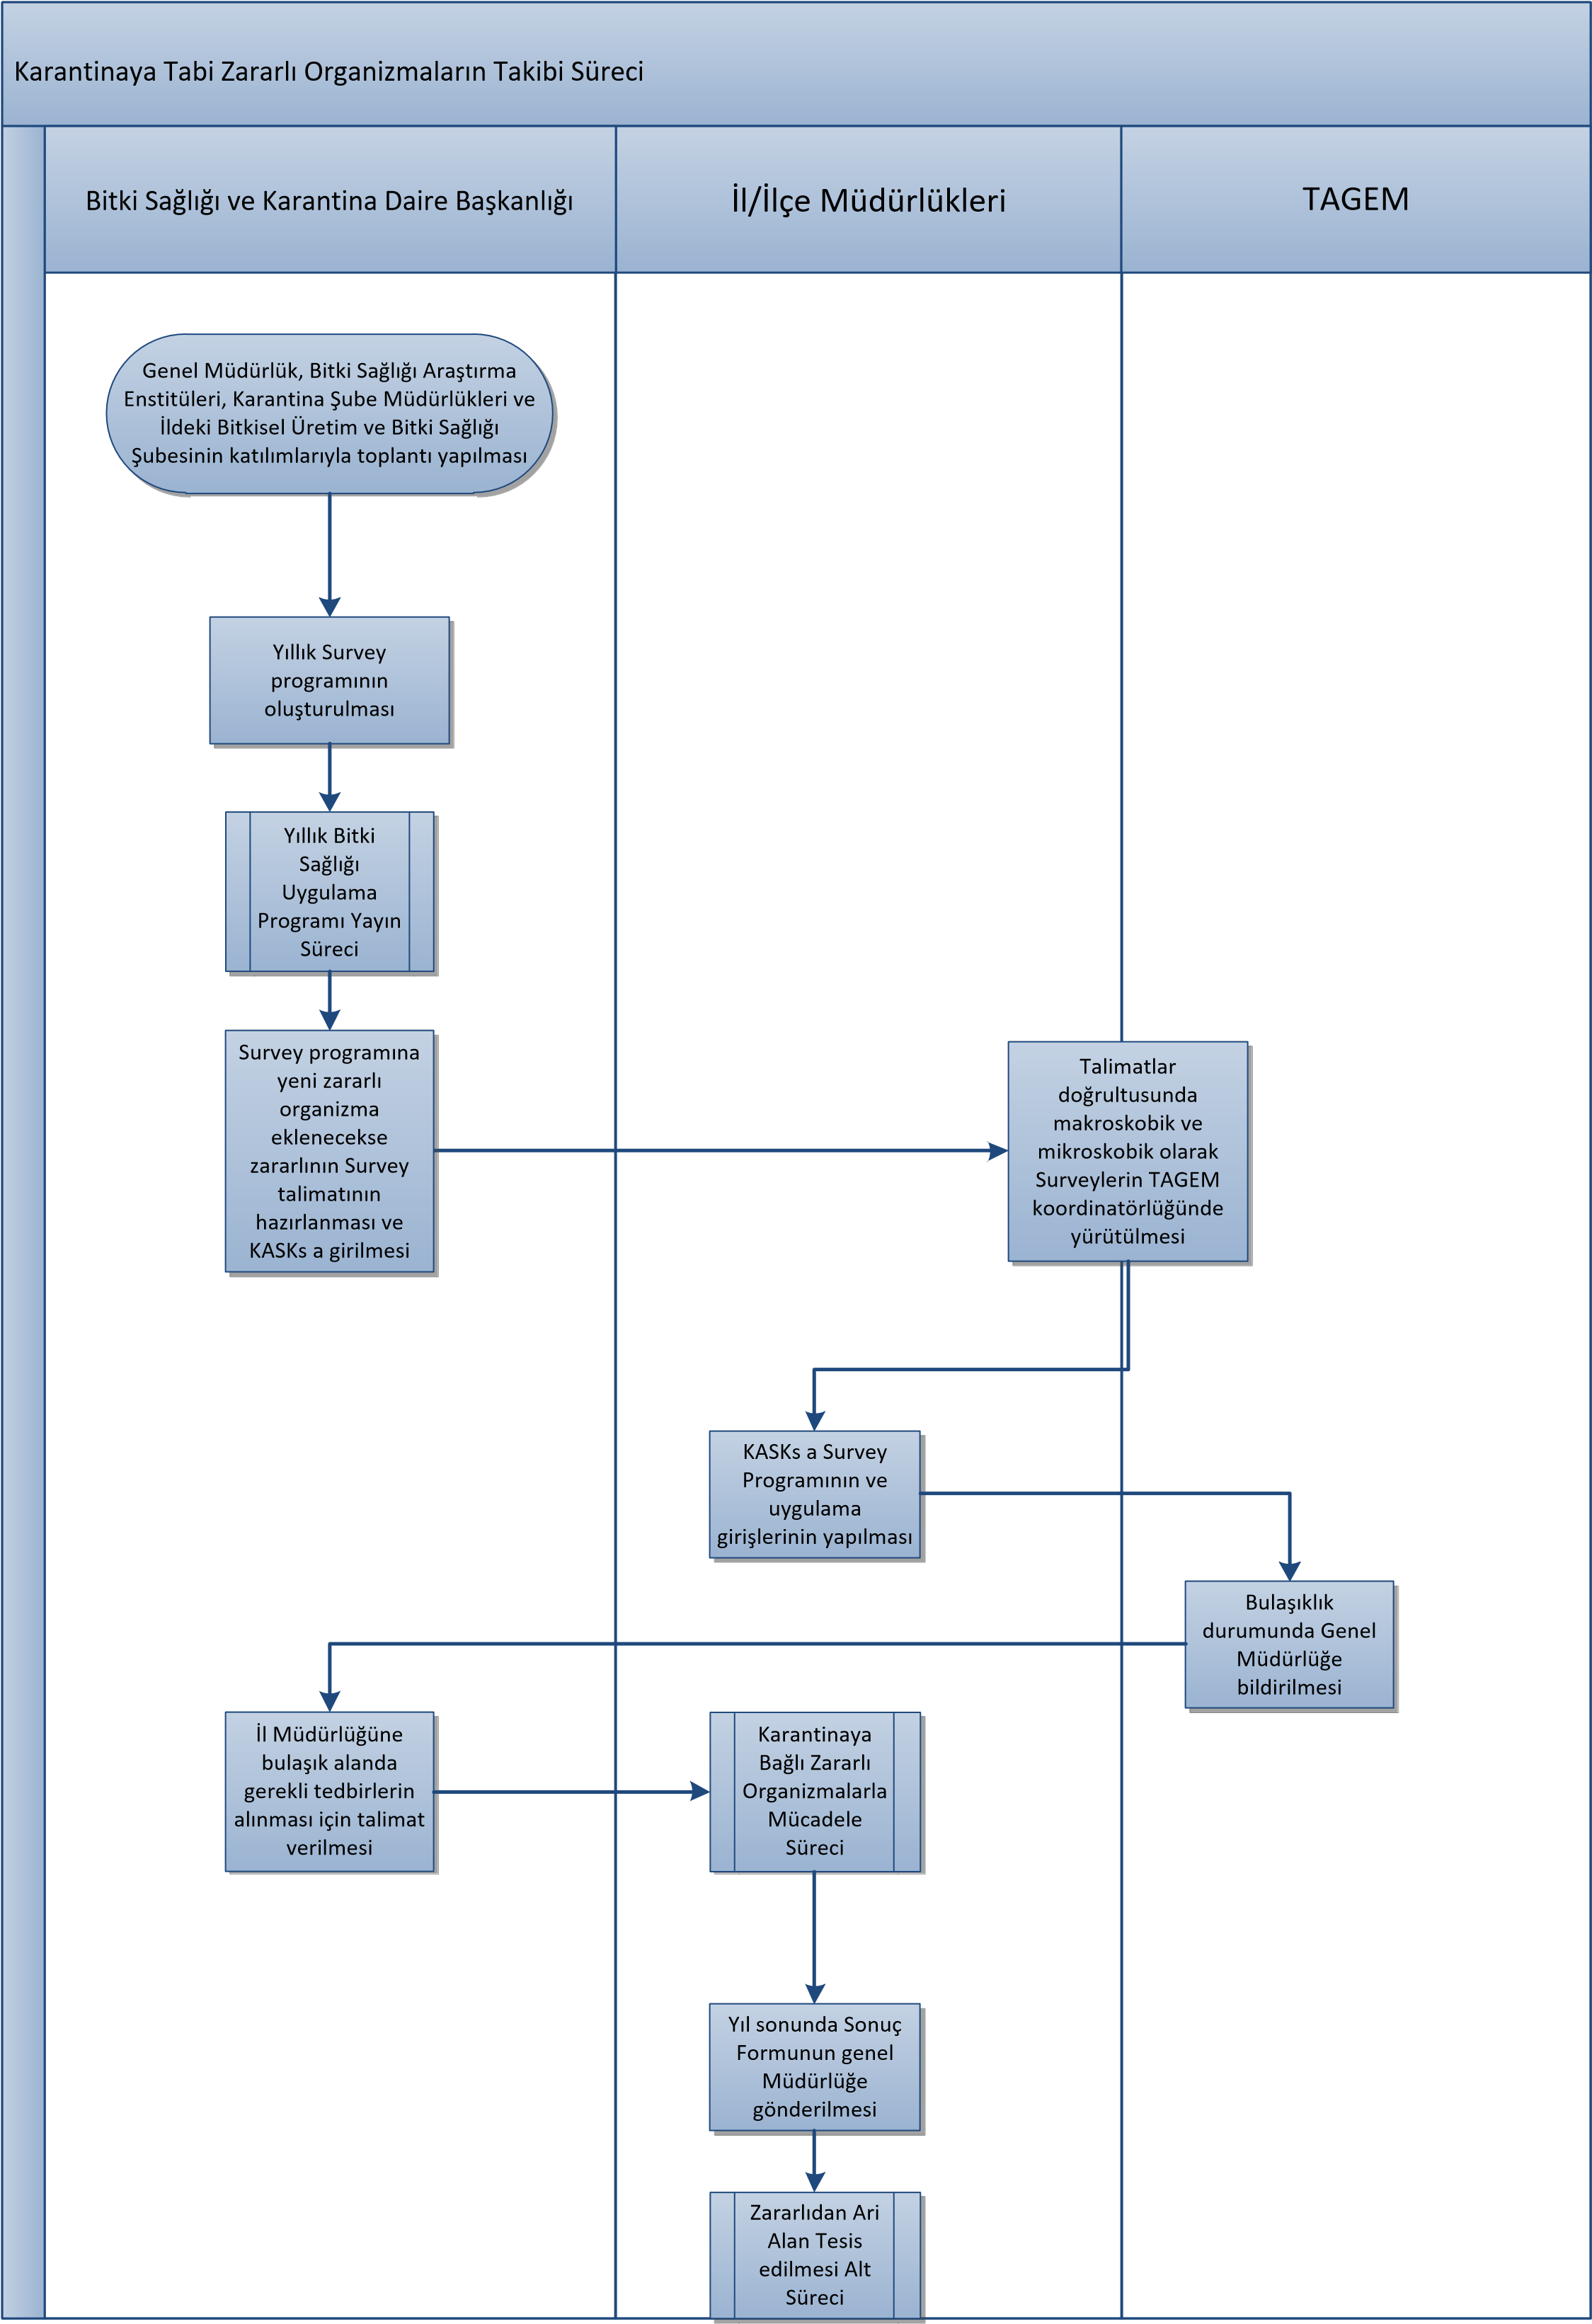 Karantinaya Tabi Zararlı Organizmaların Takibi Süreci
Bitki Sağlığı ve Karantina Daire Başkanlığı
İl/İlçe Müdürlükleri
TAGEM
Genel Müdürlük, Bitki Sağlığı Araştırma
Enstitüleri, Karantina Şube Müdürlükleri ve
İldeki Bitkisel Üretim ve Bitki Sağlığı
Şubesinin katılımlarıyla toplantı yapılması
Yıllık Survey
programının
oluşturulması
Yıllık Bitki
Sağlığı
Uygulama
Programı Yayın
Süreci
Survey programına
yeni zararlı
organizma
eklenecekse
zararlının Survey
talimatının
hazırlanması ve
KASKs a girilmesi
Talimatlar
doğrultusunda
makroskobik ve
mikroskobik olarak
Surveylerin TAGEM
koordinatörlüğünde
yürütülmesi
KASKs a Survey
Programının ve
uygulama
girişlerinin yapılması
Bulaşıklık
durumunda Genel
Müdürlüğe
bildirilmesi
İl Müdürlüğüne
bulaşık alanda
gerekli tedbirlerin
alınması için talimat
verilmesi
Karantinaya
Bağlı Zararlı
Organizmalarla
Mücadele
Süreci
Yıl sonunda Sonuç
Formunun genel
Müdürlüğe
gönderilmesi
Zararlıdan Ari
Alan Tesis
edilmesi Alt
Süreci